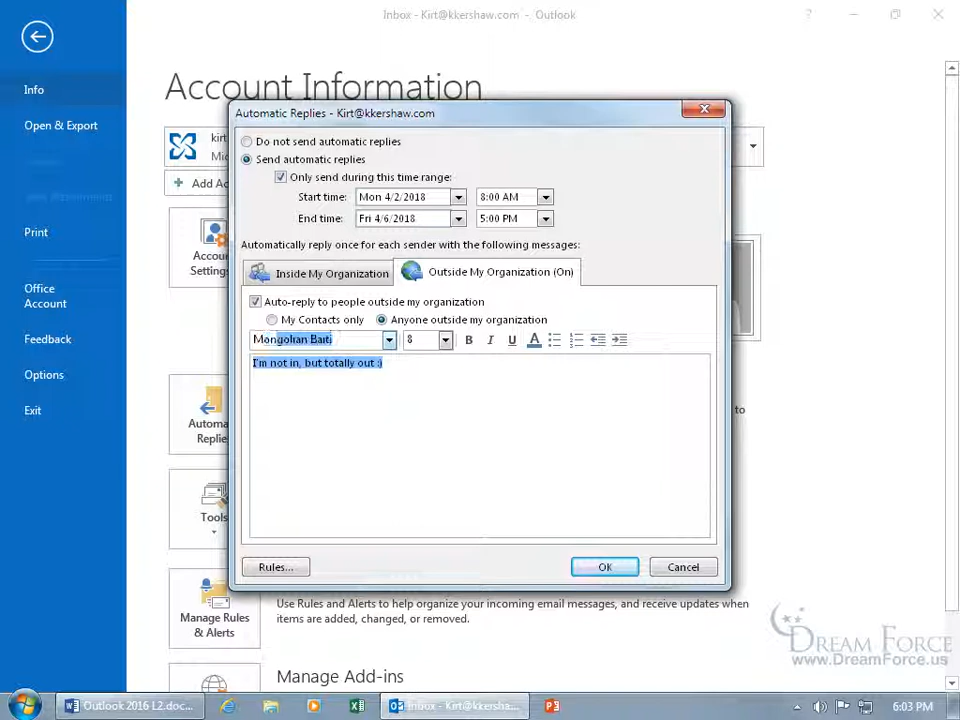 Inbox - Kirt@kkershaw.com - Outlook
?
Info
Open & Export
Print
Office
Account
Feedback
Options
Exit
Account Information
kirt
Mic
Add Ac
Accou
Settings
Automatic Replies - Kirt@kkershaw.com
Do not send automatic replies
Send automatic replies
Only send during this time range:
Start time: Mon 4/2/2018 8:00 AM
End time: Fri 4/6/2018 5:00 PM
Automatically reply once for each sender with the following messages:
Inside My Organization
Outside My Organization (On)
Auto-reply to people outside my organization
My Contacts only
Anyone outside my organization
Mongolian Baiti 8 B I U A
I'm not in, but totally out :)
Automa
Replie
to
Tools
Rules...
OK
Cancel
Manage Rules
& Alerts
Use Rules and Alerts to help organize your incoming email messages, and receive updates when
items are added, changed, or removed.
Manage Add-ins
DREAM FORCE
www.DreamForce.us
Outlook 2016 L2.doc...
Inbox - Kirt@kkersha...
6:03 PM